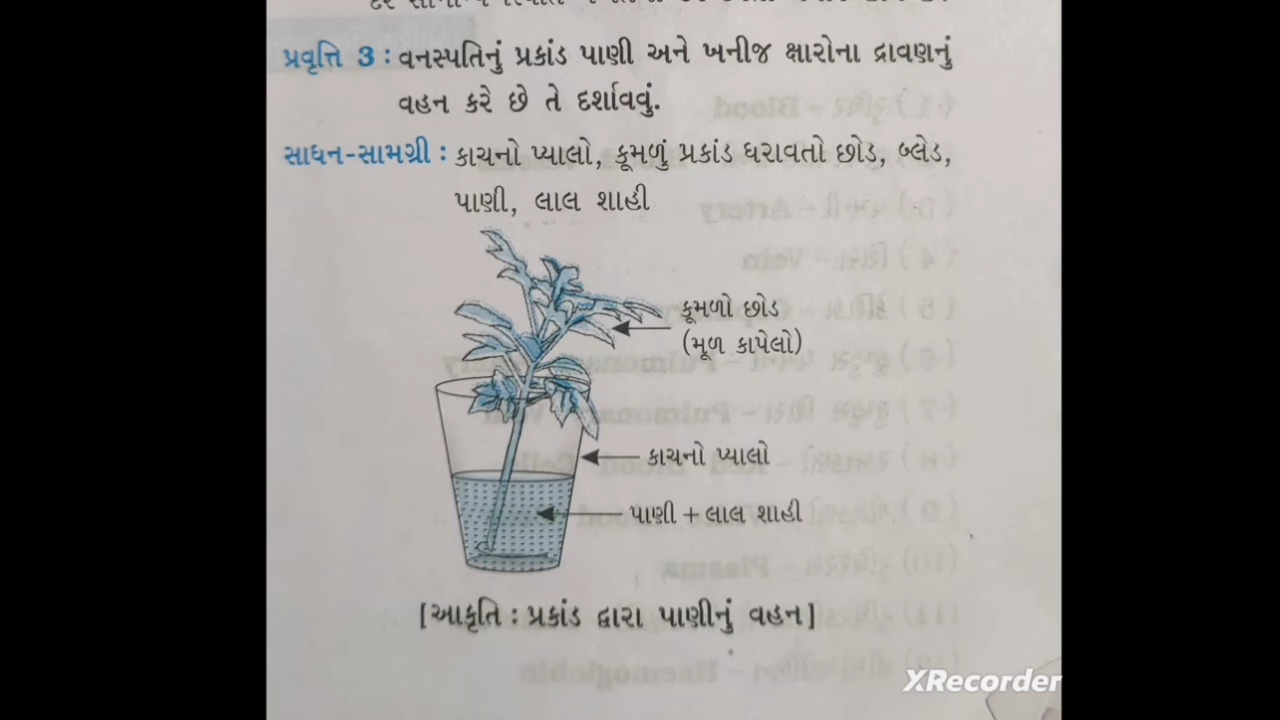 પ્રવૃત્તિ 3 : વનસ્પતિનું પ્રકાંડ પાણી અને ખનીજ ક્ષારોના દ્રાવણનું
વહન કરે છે તે દર્શાવવું.
સાધન-સામગ્રી : કાચનો પ્યાલો, કૂમળું પ્રકાંડ ધરાવતો છોડ, બ્લેડ,
પાણી, લાલ શાહી
કૂમળો છોડ
(મૂળ કાપેલો)
કાચનો પ્યાલો
પાણી + લાલ શાહી
[આકૃતિ : પ્રકાંડ દ્વારા પાણીનું વહન]
XRecorder